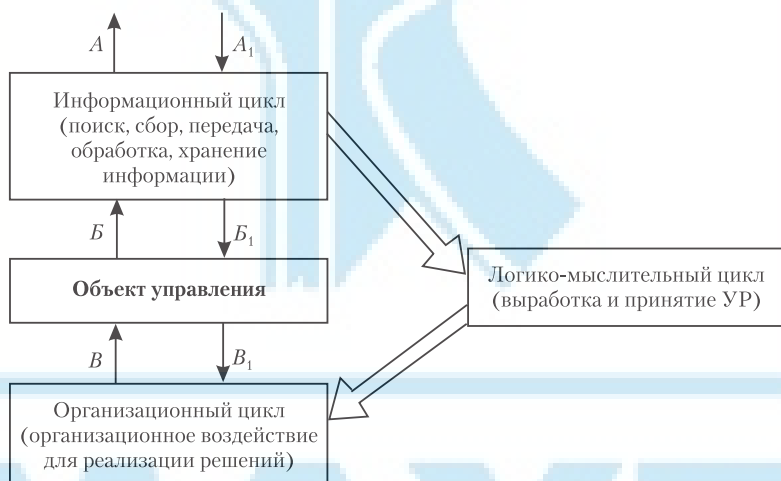 А
А1
Информационный цикл
(поиск, сбор, передача,
обработка, хранение
информации)
Б
Б1
Объект управления
Логико-мыслительный цикл
(выработка и принятие УР)
В
В1
Организационный цикл
(организационное воздействие
для реализации решений)